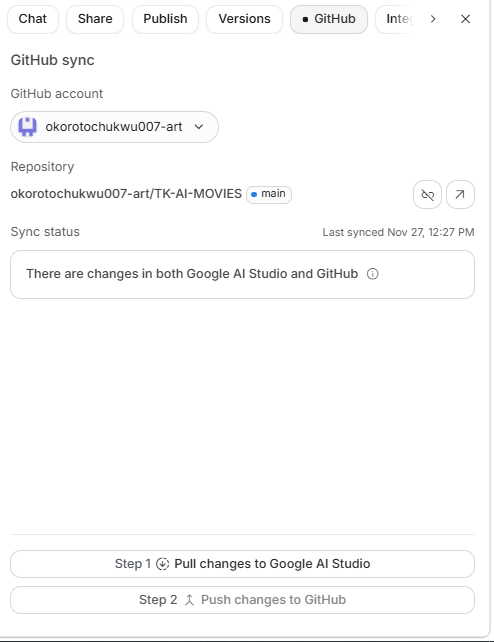 Chat Share Publish Versions GitHub
GitHub sync
GitHub account
okorotochukwu007-art
Repository
okorotochukwu007-art/TK-AI-MOVIES main
Sync status Last synced Nov 27, 12:27 PM
There are changes in both Google AI Studio and GitHub
Step 1 Pull changes to Google AI Studio
Step 2 Push changes to GitHub